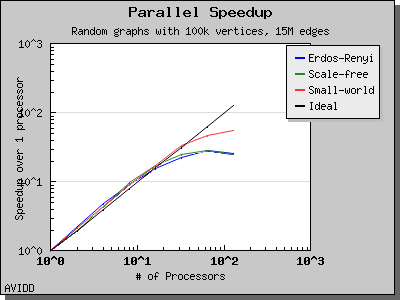 Parallel Speedup
Random graphs with 100k vertices, 15M edges
Speedup over 1 processor
10^3
10^2
10^1
10^0
10^0 10^1 10^2 10^3
# of Processors
Erdos-Renyi
Scale-free
Small-world
Ideal
AVIDD